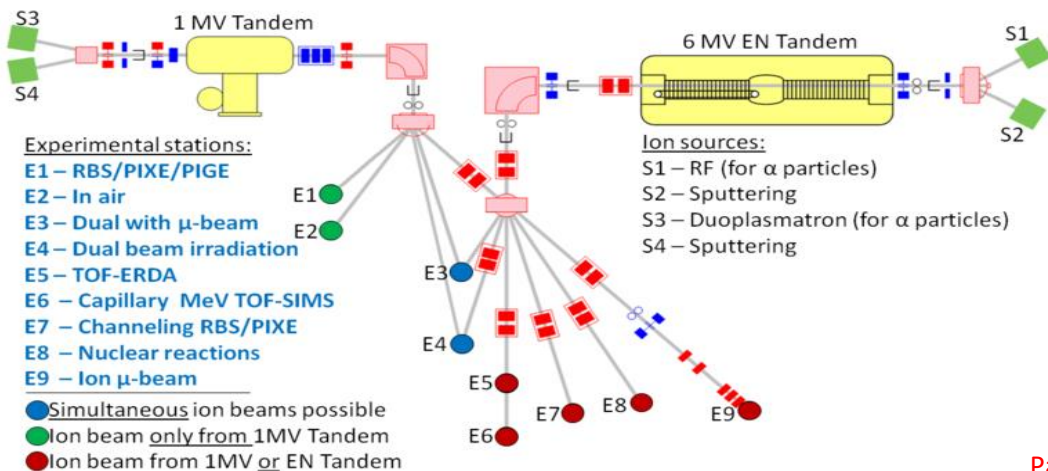 S3
1 MV Tandem
6 MV EN Tandem
S1
S4
S2
Experimental stations:
E1 – RBS/PIXE/PIGE
E2 – In air
E3 – Dual with μ-beam
E4 – Dual beam irradiation
E5 – TOF-ERDA
E6 – Capillary MeV TOF-SIMS
E7 – Channeling RBS/PIXE
E8 – Nuclear reactions
E9 – Ion μ-beam
Simultaneous ion beams possible
Ion beam only from 1MV Tandem
Ion beam from 1MV or EN Tandem
Ion sources:
S1 – RF (for α particles)
S2 – Sputtering
S3 – Duoplasmatron (for α particles)
S4 – Sputtering
E1
E2
E3
E4
E5
E6
E7
E8
E9